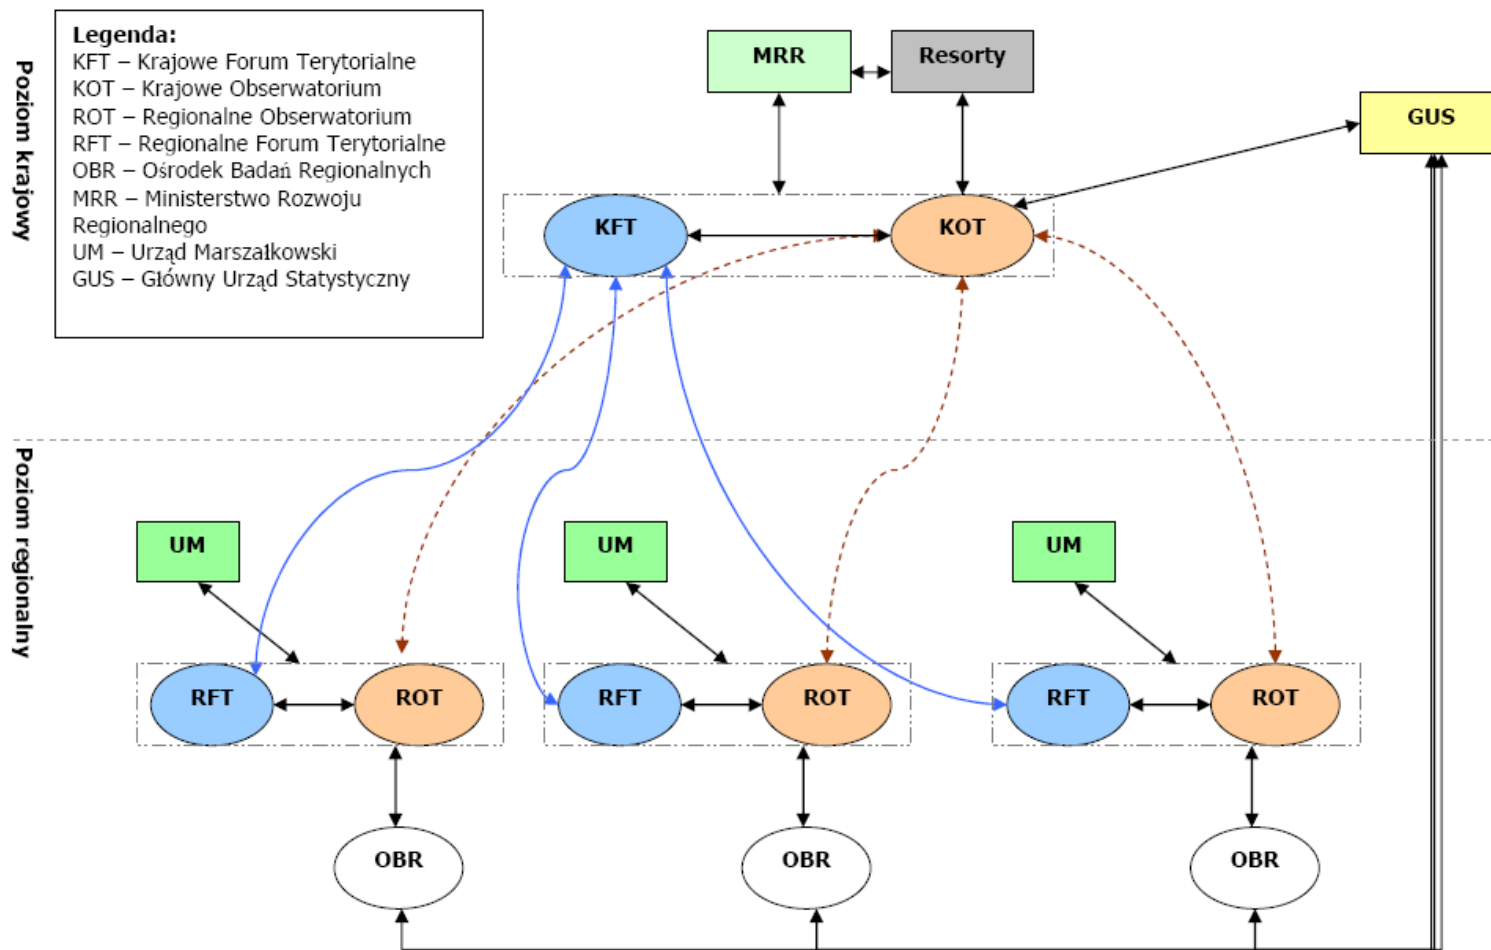 Legenda:
KFT – Krajowe Forum Terytorialne
KOT – Krajowe Obserwatorium
ROT – Regionalne Obserwatorium
RFT – Regionalne Forum Terytorialne
OBR – Ośrodek Badań Regionalnych
MRR – Ministerstwo Rozwoju
Regionalnego
UM – Urząd Marszałkowski
GUS – Główny Urząd Statystyczny
Poziom krajowy
MRR
Resorty
GUS
KFT
KOT
Poziom regionalny
UM
UM
UM
RFT
ROT
RFT
ROT
RFT
ROT
OBR
OBR
OBR